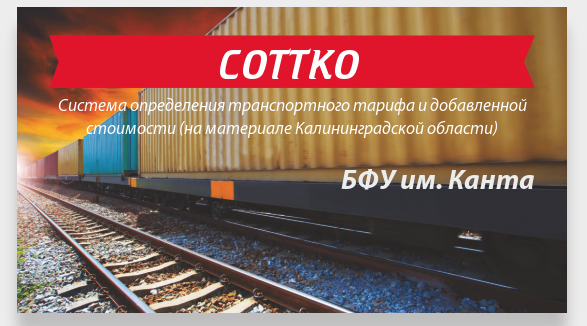 СОТТКО
Система определения транспортного тарифа и добавленной
стоимости (на материале Калининградской области)
БФУ им. Канта